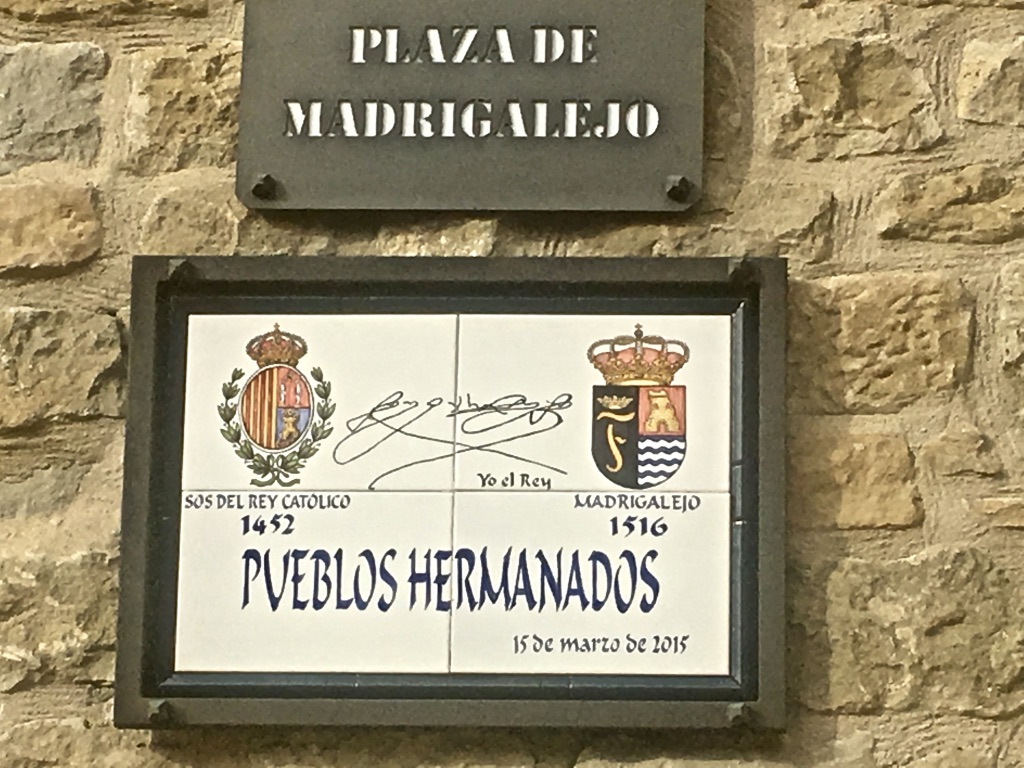 PLAZA DE
MADRIGALEJO
Yo el Rey
SOS DEL REY CATOLICO
1452
MADRIGALEJO
1516
PUEBLOS HERMANADOS
15 de marzo de 2015